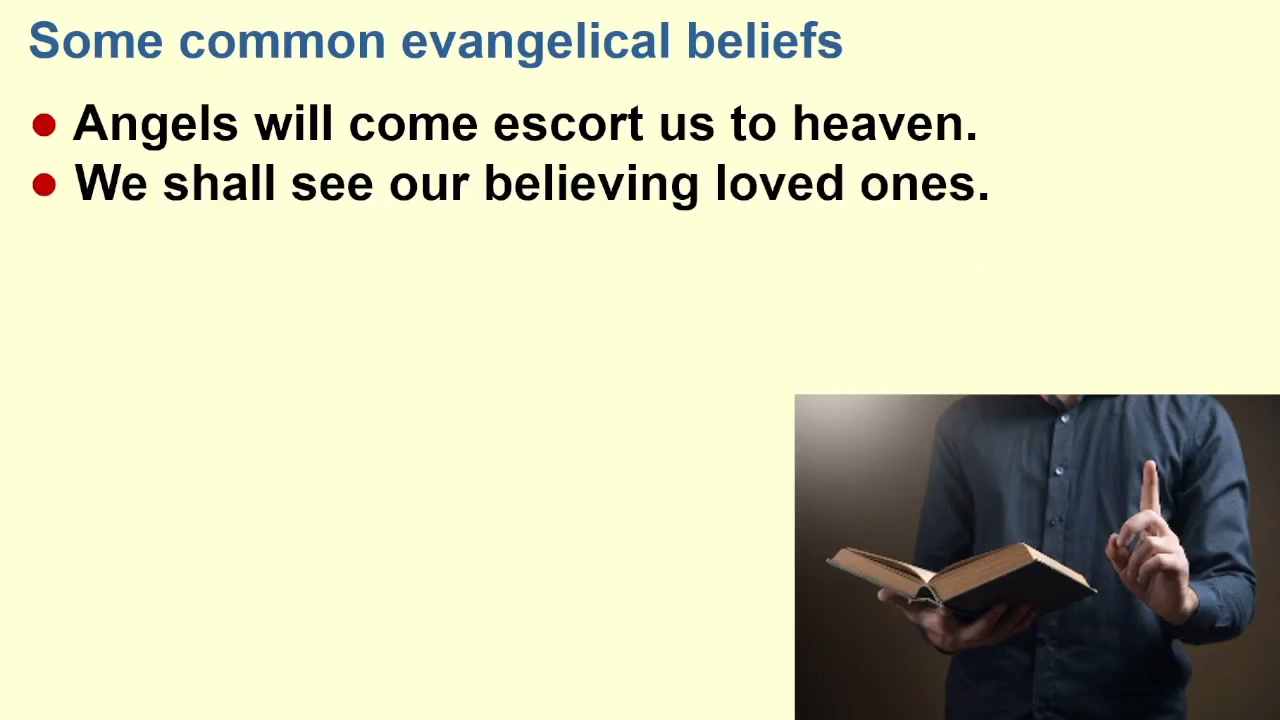 Some common evangelical beliefs
● Angels will come escort us to heaven.
● We shall see our believing loved ones.